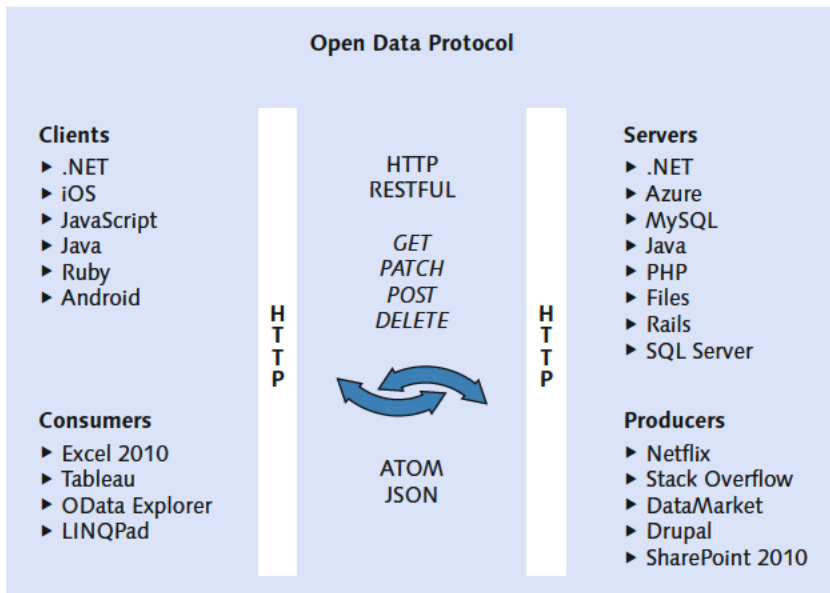 Open Data Protocol
Clients
▶ .NET
▶ iOS
▶ JavaScript
▶ Java
▶ Ruby
▶ Android
Consumers
▶ Excel 2010
▶ Tableau
▶ OData Explorer
▶ LINQPad
HTTP
HTTP
RESTFUL
GET
PATCH
POST
DELETE
ATOM
JSON
HTTP
Servers
▶ .NET
▶ Azure
▶ MySQL
▶ Java
▶ PHP
▶ Files
▶ Rails
▶ SQL Server
Producers
▶ Netflix
▶ Stack Overflow
▶ DataMarket
▶ Drupal
▶ SharePoint 2010